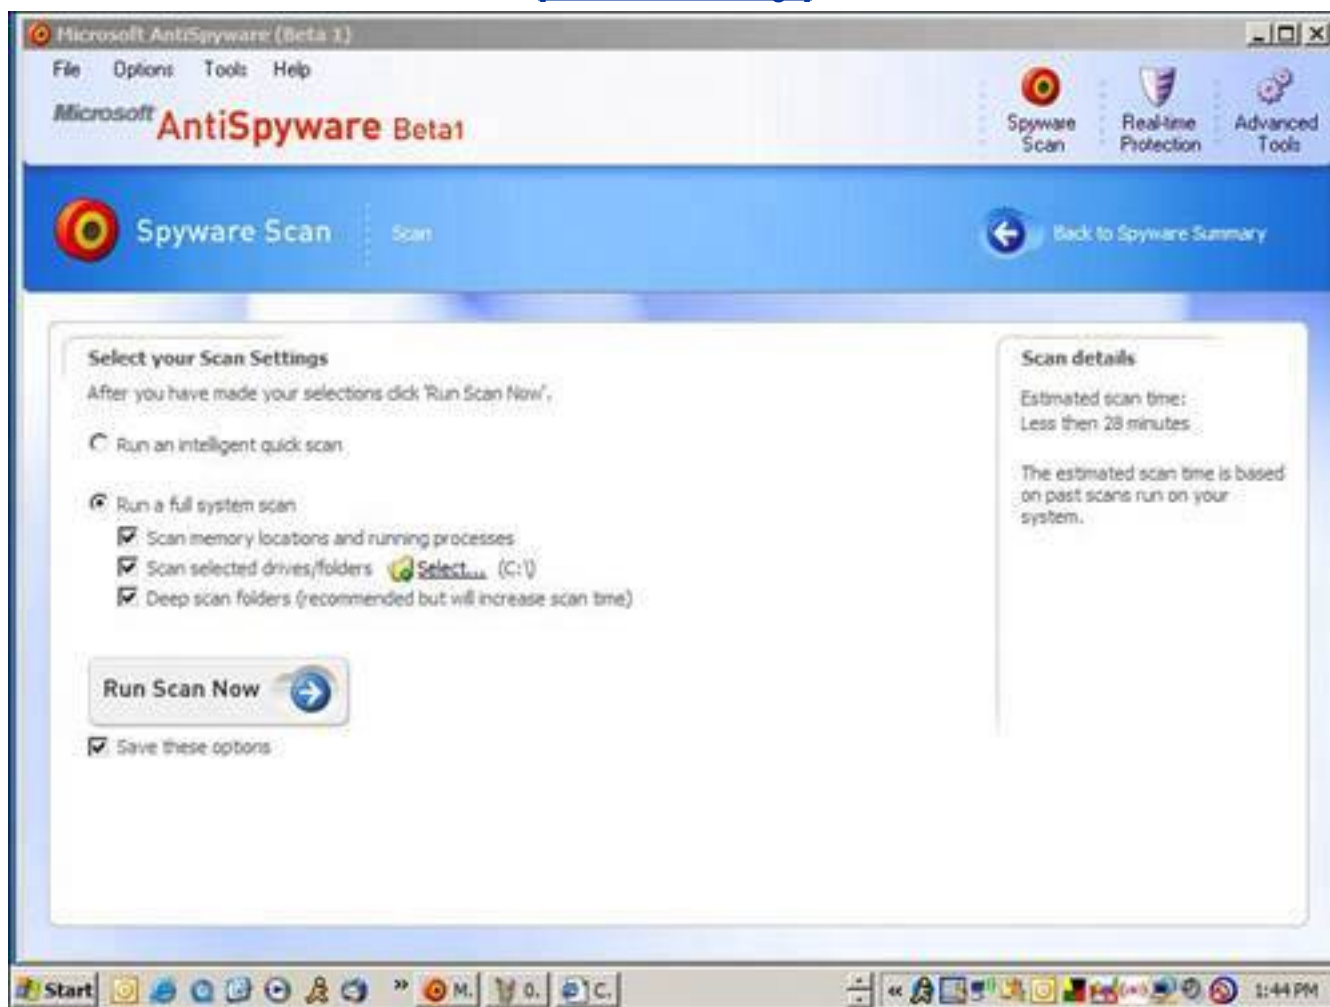 Microsoft AntiSpyware (Beta 1)
File Options Tools Help
Microsoft AntiSpyware Beta1
Spyware Scan
Real-time Protection
Advanced Tools
Spyware Scan
Scan
Back to Spyware Summary
Select your Scan Settings
After you have made your selections click 'Run Scan Now'.
Run an intelligent quick scan
Run a full system scan
Scan memory locations and running processes
Scan selected drives/folders Select... (C:\)
Deep scan folders (recommended but will increase scan time)
Run Scan Now
Save these options
Scan details
Estimated scan time:
Less then 28 minutes
The estimated scan time is based
on past scans run on your
system.
Start
M.
0.
C.
1:44 PM